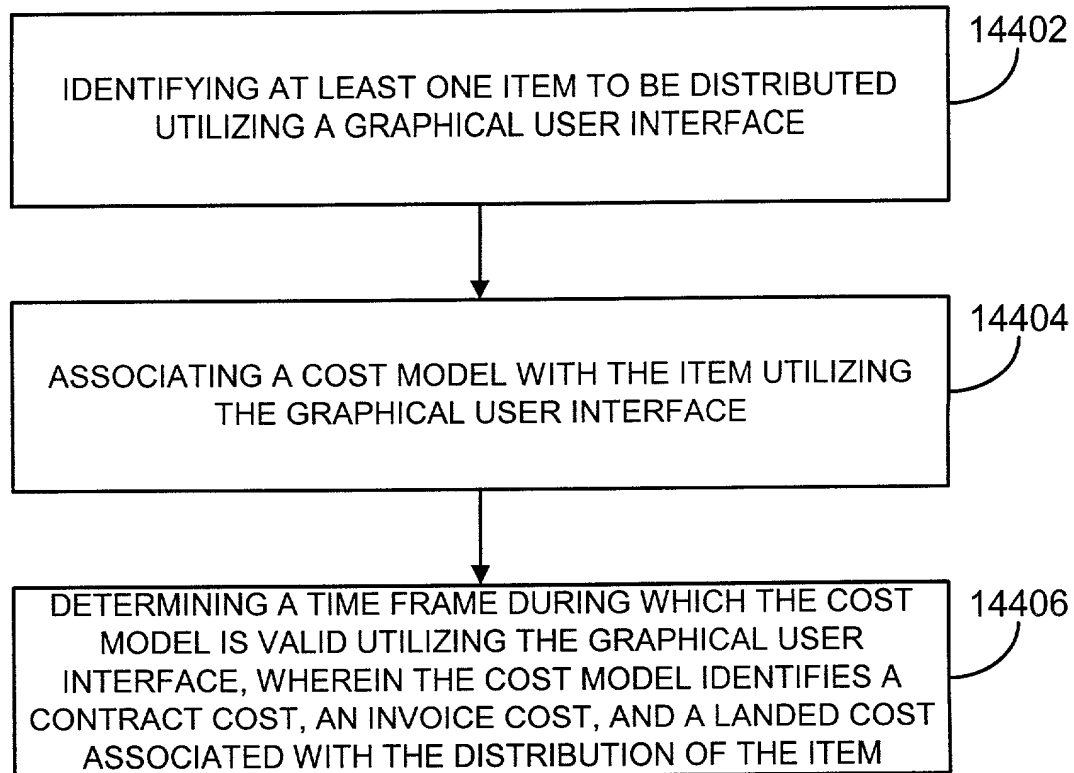 14402
IDENTIFYING AT LEAST ONE ITEM TO BE DISTRIBUTED
UTILIZING A GRAPHICAL USER INTERFACE
14404
ASSOCIATING A COST MODEL WITH THE ITEM UTILIZING
THE GRAPHICAL USER INTERFACE
14406
DETERMINING A TIME FRAME DURING WHICH THE COST
MODEL IS VALID UTILIZING THE GRAPHICAL USER
INTERFACE, WHEREIN THE COST MODEL IDENTIFIES A
CONTRACT COST, AN INVOICE COST, AND A LANDED COST
ASSOCIATED WITH THE DISTRIBUTION OF THE ITEM